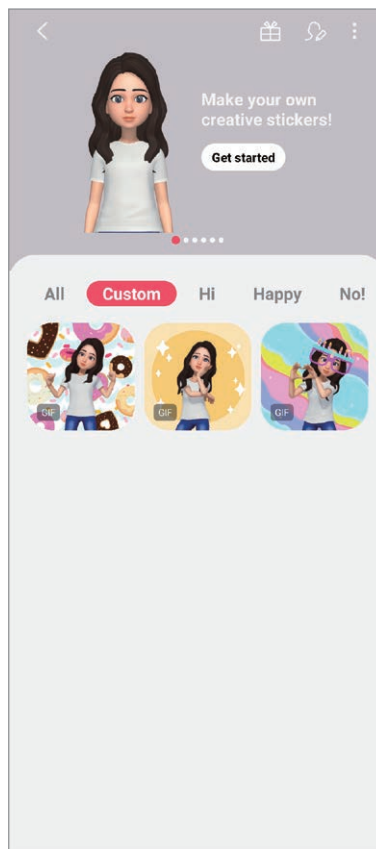 Make your own
creative stickers!
Get started
All Custom Hi Happy No!
GIF GIF GIF